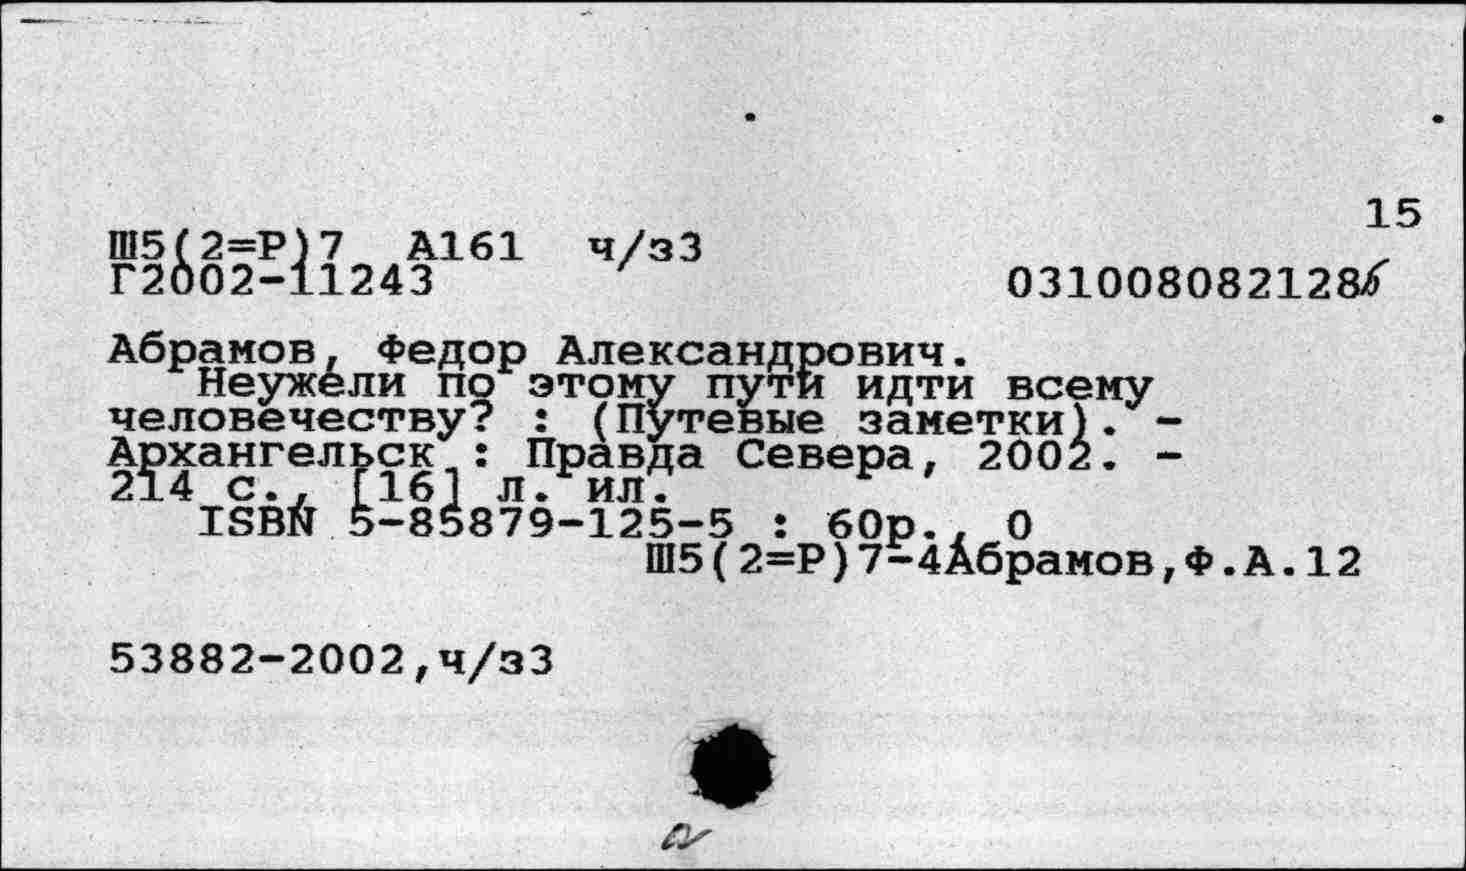 15
Ш5(2=Р)7 А161 ч/з3
Г2002-11243 0310080821286
Абрамов, Федор Александрович.
Неужели по этому пути идти всему
человечеству? : (Путевые заметки). -
Архангельск : Правда Севера, 2002. -
214 с., [16] л. ил.
ISBN 5-85879-125-5 : 60р., 0
Ш5(2=Р)7-4Абрамов,Ф.А.12
53882-2002,ч/з3